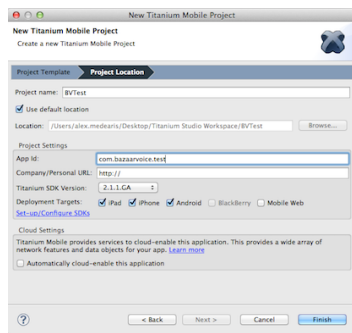 New Titanium Mobile Project
New Titanium Mobile Project
Create a new Titanium Mobile Project
Project Template Project Location
Project name: BVTest
Use default location
Location: /Users/alex.medearis/Desktop/Titanium Studio Workspace/BVTest Browse...
Project Settings
App Id: com.bazaarvoice.test
Company/Personal URL: http://
Titanium SDK Version: 2.1.1.GA
Deployment Targets: iPad iPhone Android BlackBerry Mobile Web
Set-up/Configure SDKs
Cloud Settings
Titanium Mobile provides services to cloud-enable this application. This provides a wide array of
network features and data objects for your app. Learn more
Automatically cloud-enable this application
? < Back Next > Cancel Finish